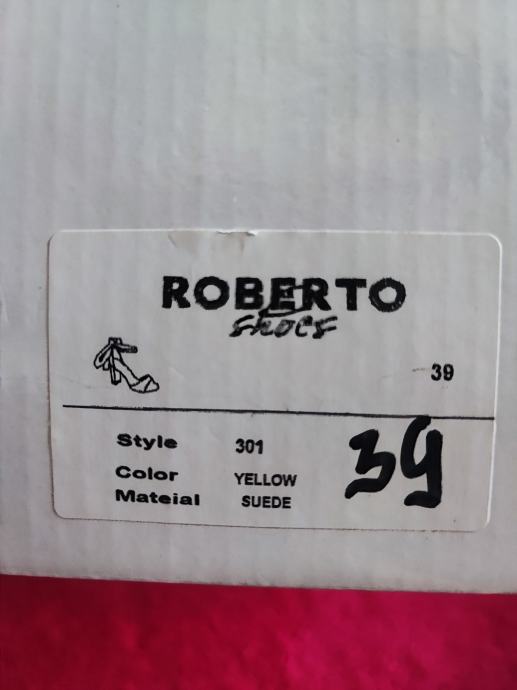 ROBERTO
shoes
39
Style 301
39
Color YELLOW
Mateial SUEDE